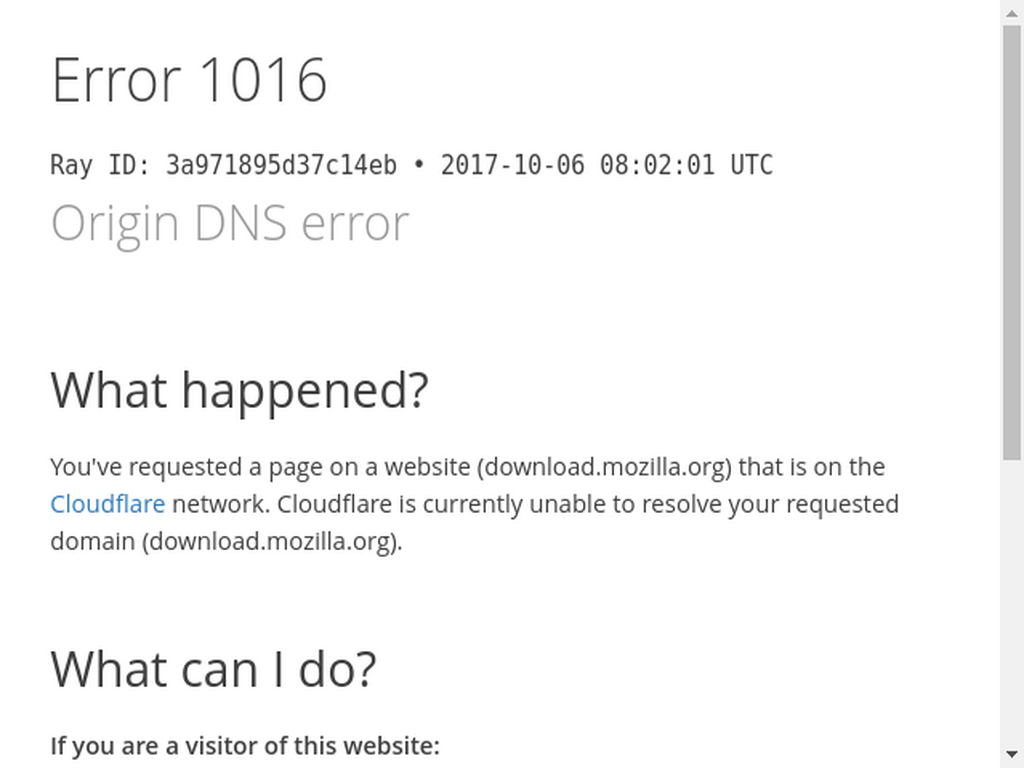 Error 1016
Ray ID: 3a971895d37c14eb • 2017-10-06 08:02:01 UTC
Origin DNS error
What happened?
You've requested a page on a website (download.mozilla.org) that is on the
Cloudflare network. Cloudflare is currently unable to resolve your requested
domain (download.mozilla.org).
What can I do?
If you are a visitor of this website: